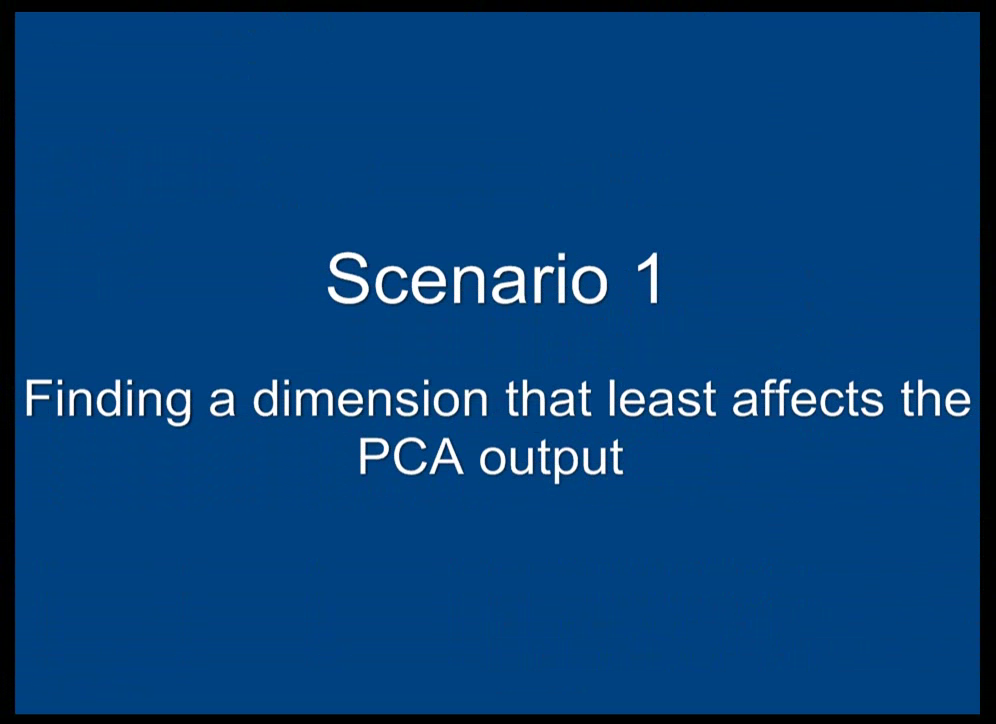 Scenario 1
Finding a dimension that least affects the
PCA output